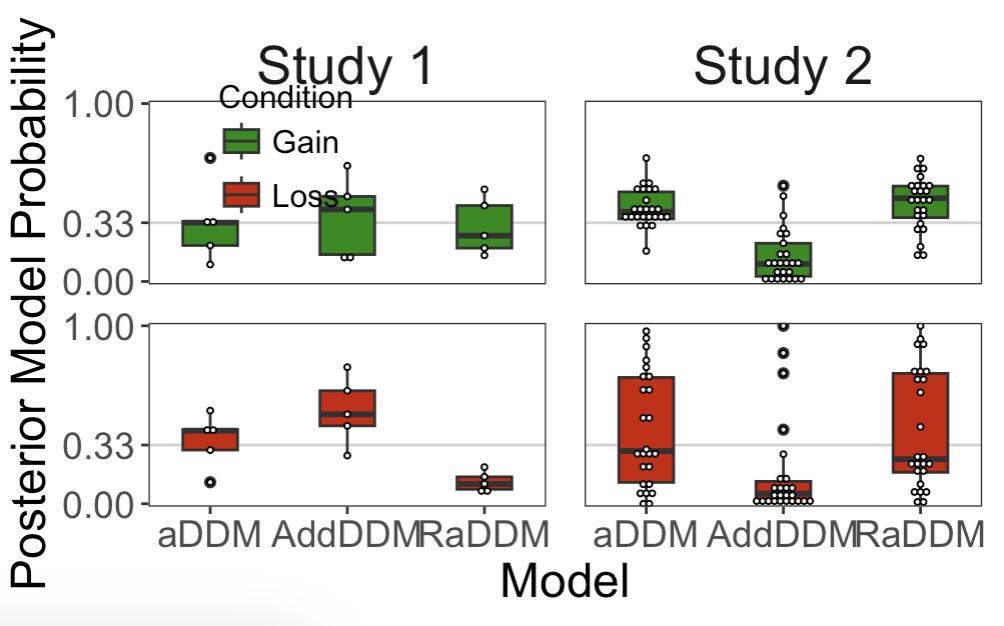 Posterior Model Probability
Study 1
Study 2
Condition
Gain
Loss
1.00
0.33
0.00
1.00
0.33
0.00
aDDM AddDDM RaDDM
aDDM AddDDM RaDDM
Model